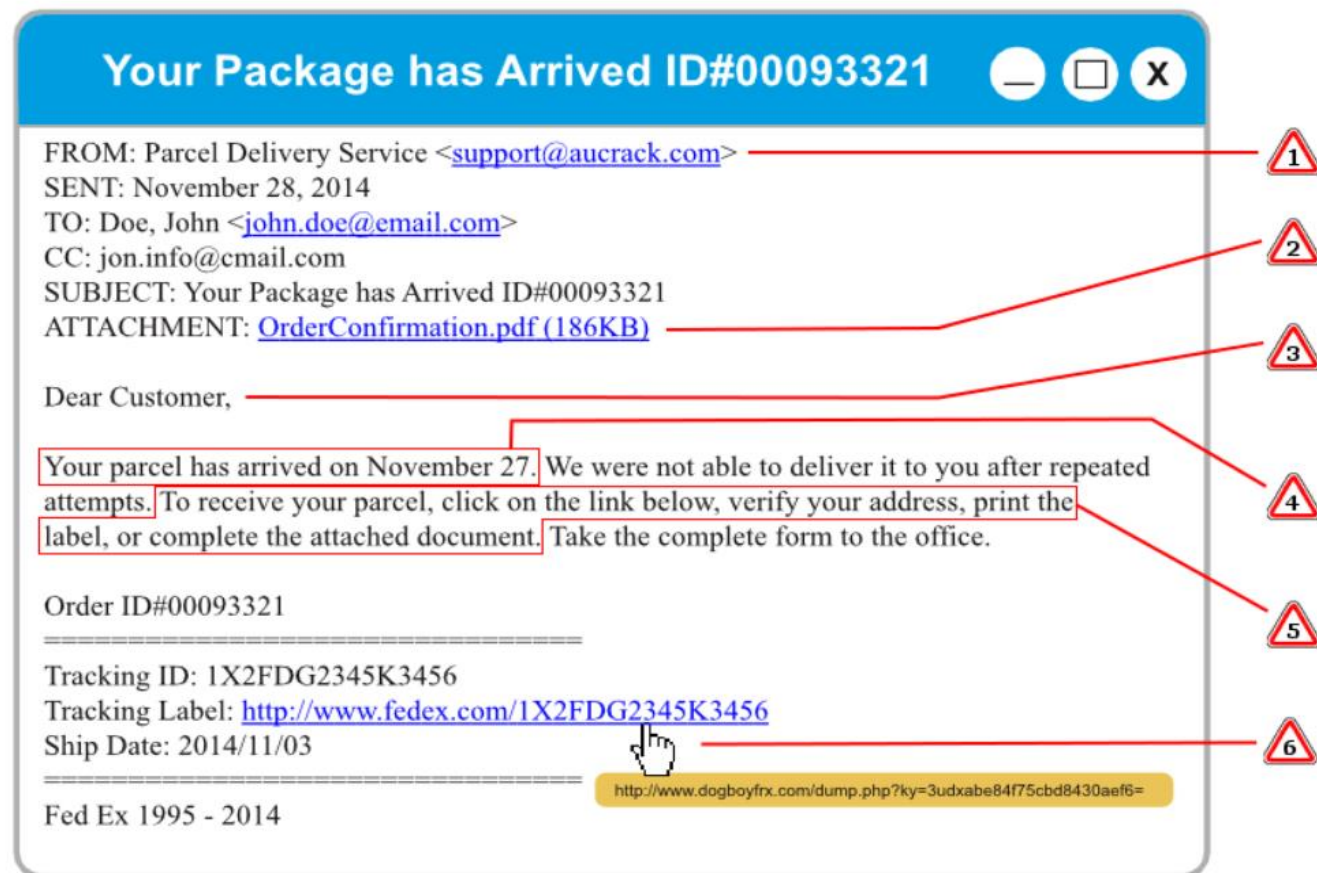 Your Package has Arrived ID#00093321
X
FROM: Parcel Delivery Service <support@aucrack.com>
1
SENT: November 28, 2014
TO: Doe, John <john.doe@email.com>
2
CC: jon.info@cmail.com
SUBJECT: Your Package has Arrived ID#00093321
ATTACHMENT: OrderConfirmation.pdf (186KB)
3
Dear Customer,
Your parcel has arrived on November 27. We were not able to deliver it to you after repeated
attempts. To receive your parcel, click on the link below, verify your address, print the
4
label, or complete the attached document. Take the complete form to the office.
Order ID#00093321
5
==================================
Tracking ID: 1X2FDG2345K3456
Tracking Label: http://www.fedex.com/1X2FDG2345K3456
Ship Date: 2014/11/03
6
==================================
http://www.dogboyfrx.com/dump.php?ky=3udxabe84f75cbd8430aef6=
Fed Ex 1995 - 2014